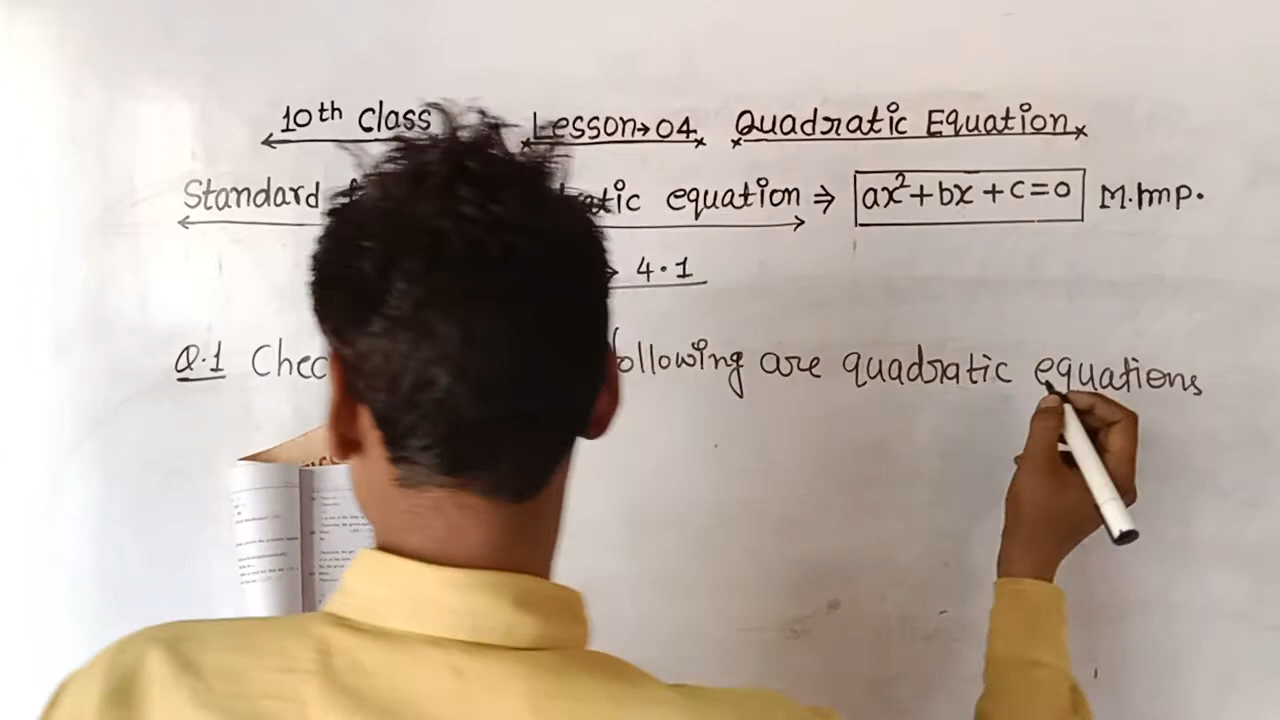 10th class Lesson→04 Quadratic Equation
Standard equation ⇒ ax²+bx+c=0 M.Imp.
4.1
Q.1 following are quadratic equations